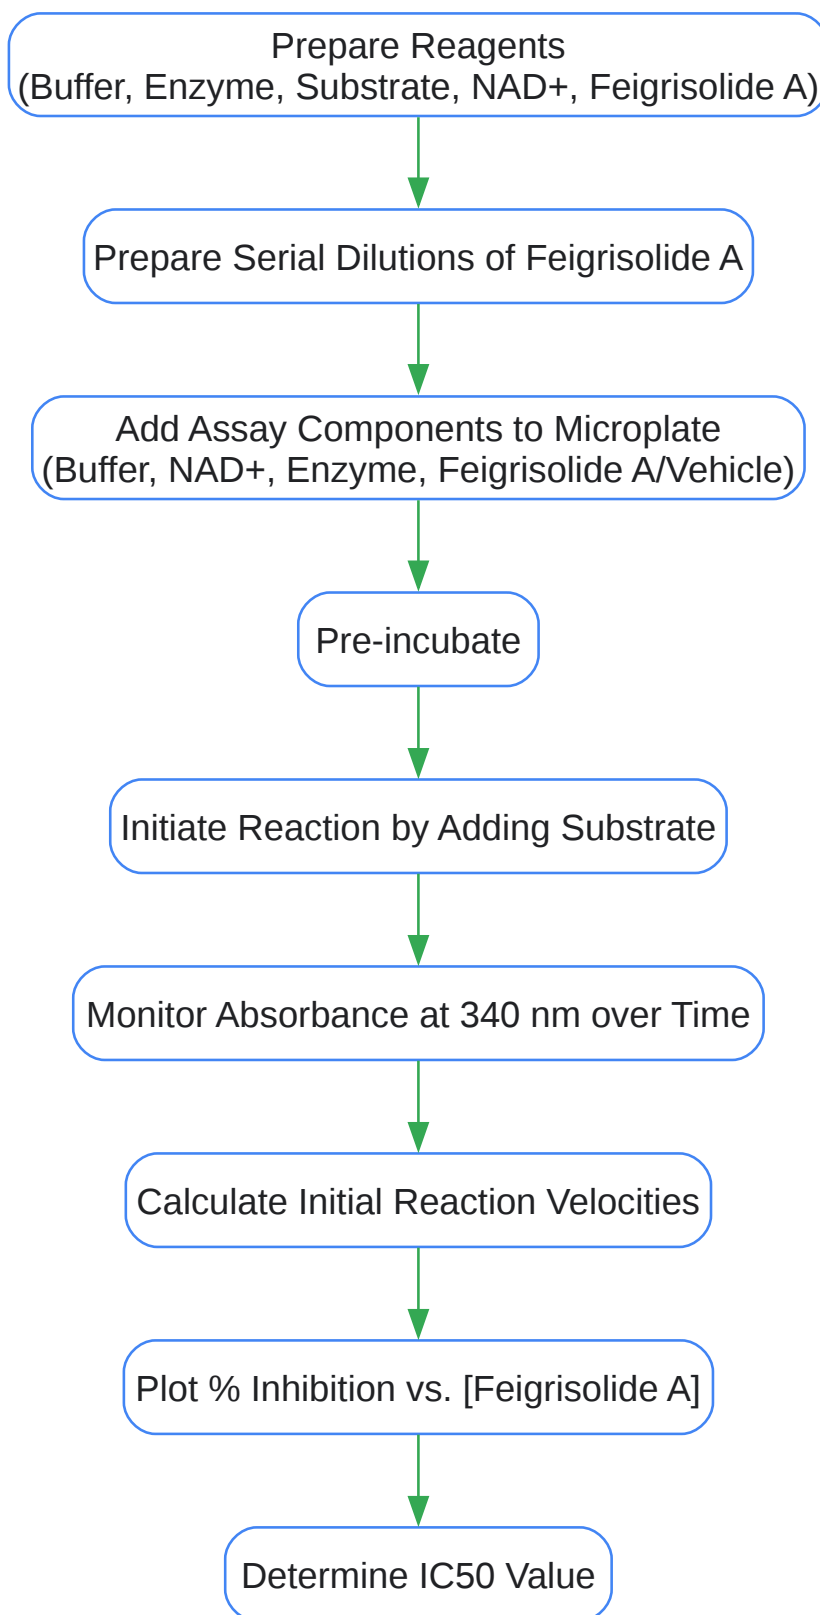 Prepare Reagents
(Buffer, Enzyme, Substrate, NAD+, Feigrisolide A)
Prepare Serial Dilutions of Feigrisolide A
Add Assay Components to Microplate
(Buffer, NAD+, Enzyme, Feigrisolide A/Vehicle)
Pre-incubate
Initiate Reaction by Adding Substrate
Monitor Absorbance at 340 nm over Time
Calculate Initial Reaction Velocities
Plot % Inhibition vs. [Feigrisolide A]
Determine IC50 Value